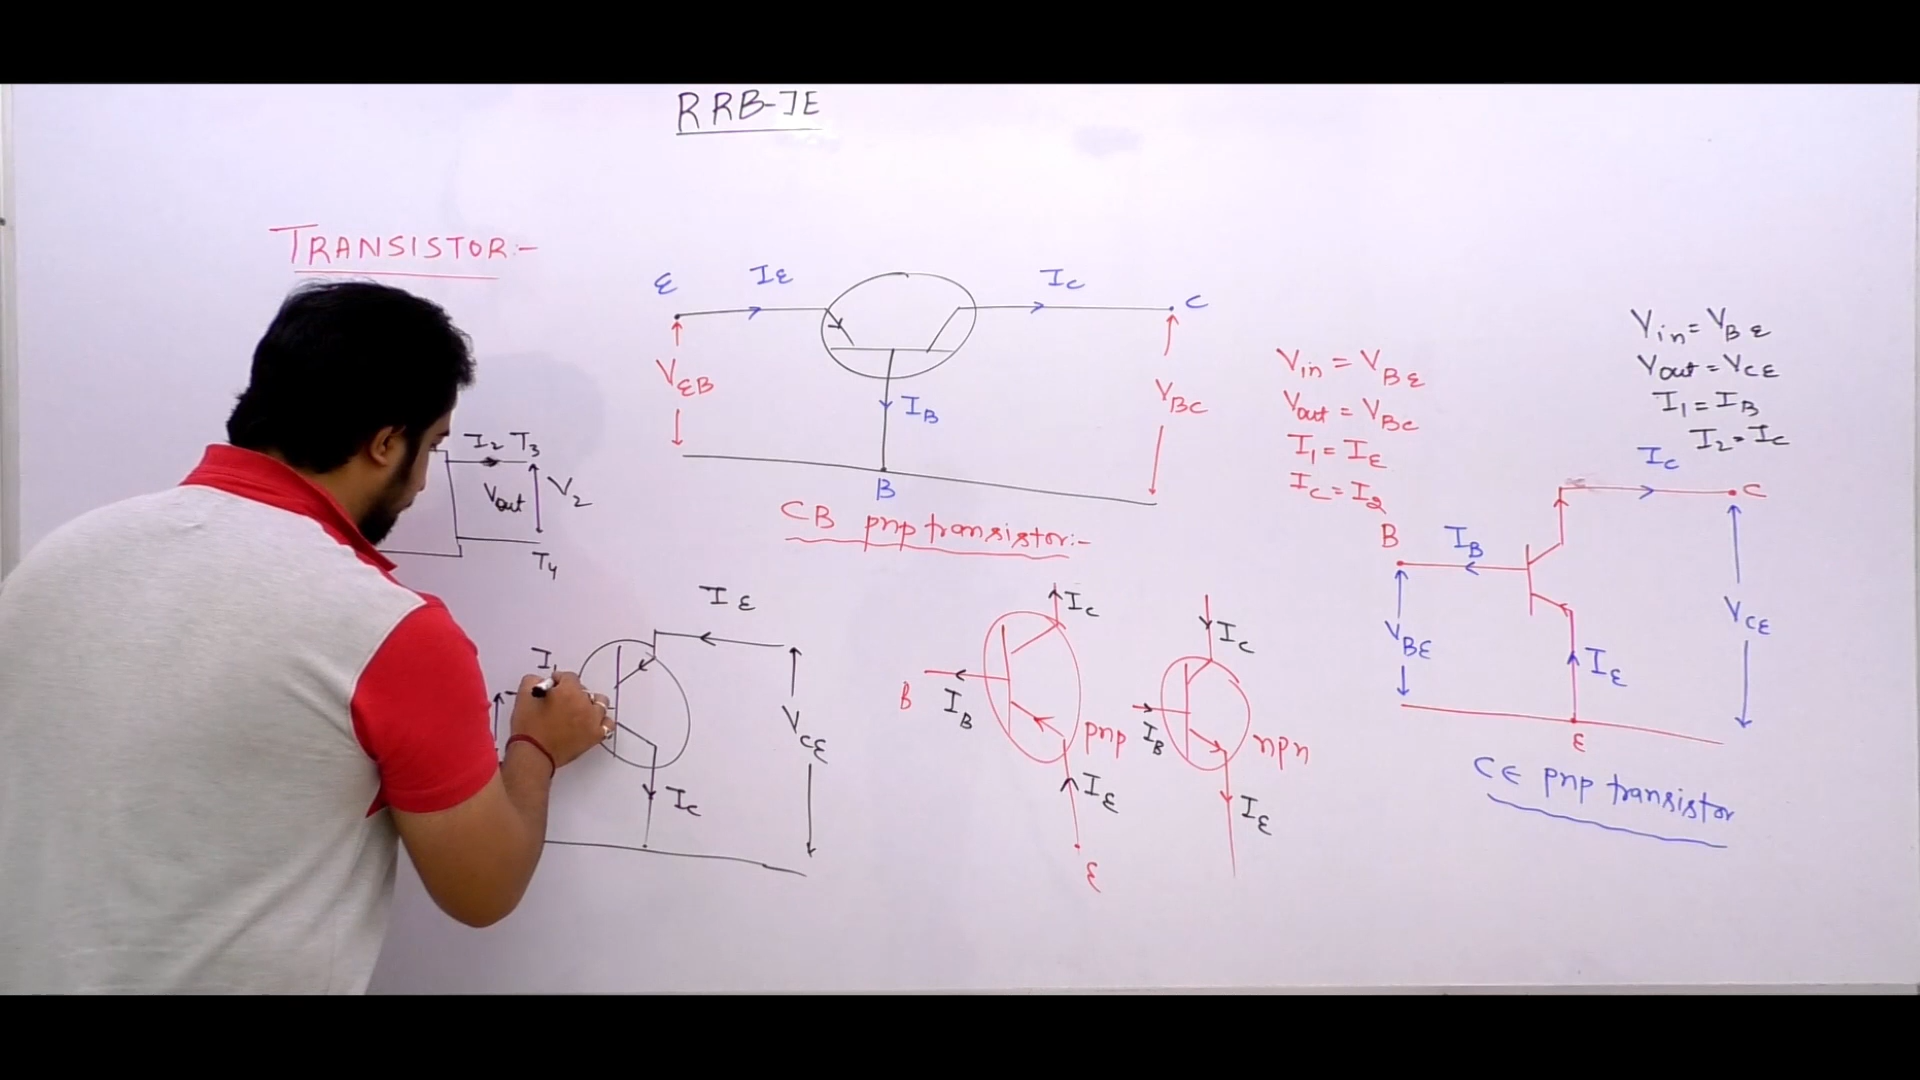 RRB-JE
TRANSISTOR:-
E
IE
IC
C
VEB
IB
VBC
B
CB pnp transistor:-
Vin = VBE
Vout = VBC
I1 = IE
IC = I2
Vin = VBE
Vout = VCE
I1 = IB
I2 = IC
I2 T3
Vout
V2
T4
IE
I1
VCE
IC
IC
B
IB
pnp
IE
E
IC
IB
npn
IE
IC
C
B
IB
VBE
IE
VCE
E
CE pnp transistor